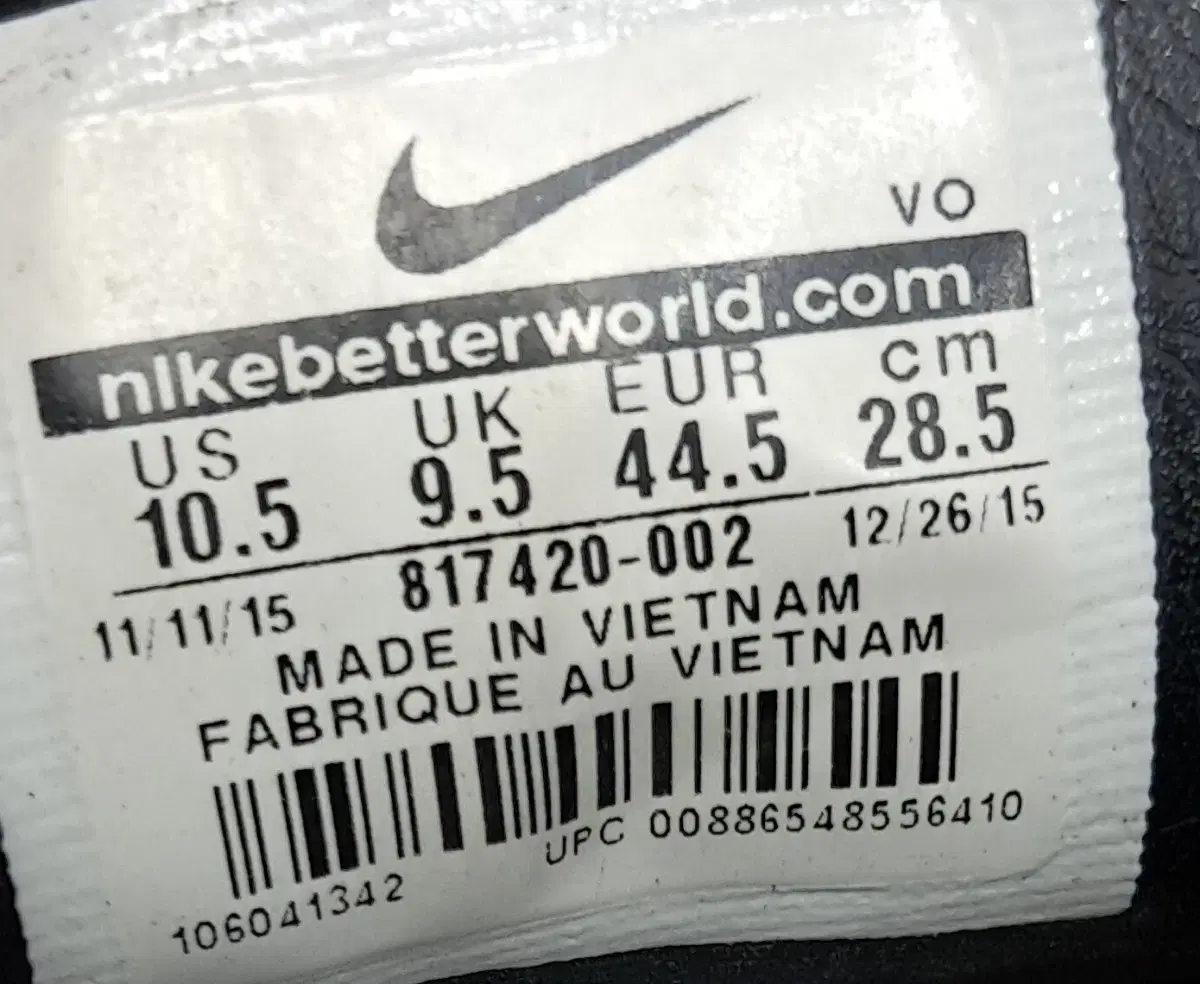 VO
nikebetterworld.com
US UK EUR cm
10.5 9.5 44.5 28.5
11/11/15 817420-002 12/26/15
MADE IN VIETNAM
FABRIQUE AU VIETNAM
UPC 00886548556410
106041342